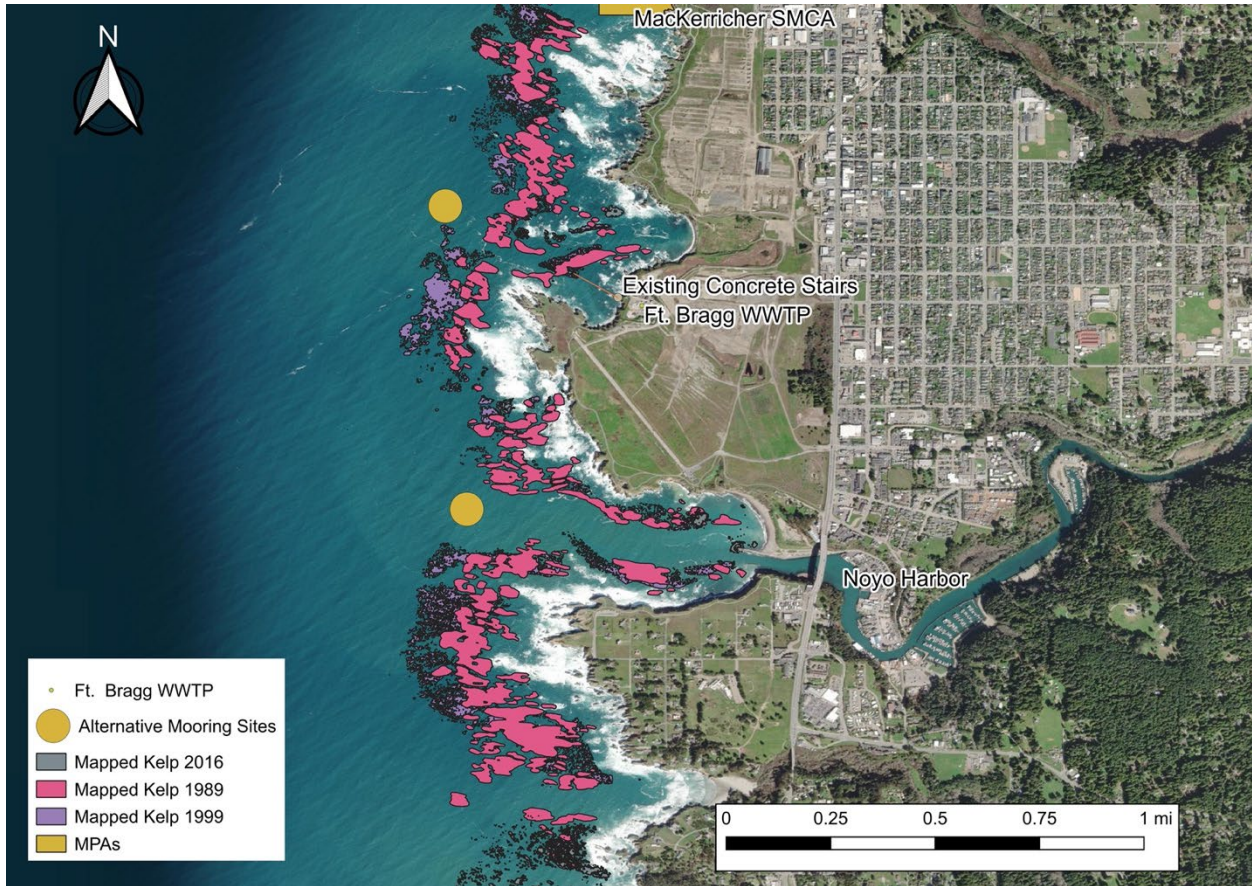 MacKerricher SMCA
N
Existing Concrete Stairs
Ft. Bragg WWTP
Noyo Harbor
Ft. Bragg WWTP
Alternative Mooring Sites
Mapped Kelp 2016
Mapped Kelp 1989
Mapped Kelp 1999
MPAs
0 0.25 0.5 0.75 1 mi